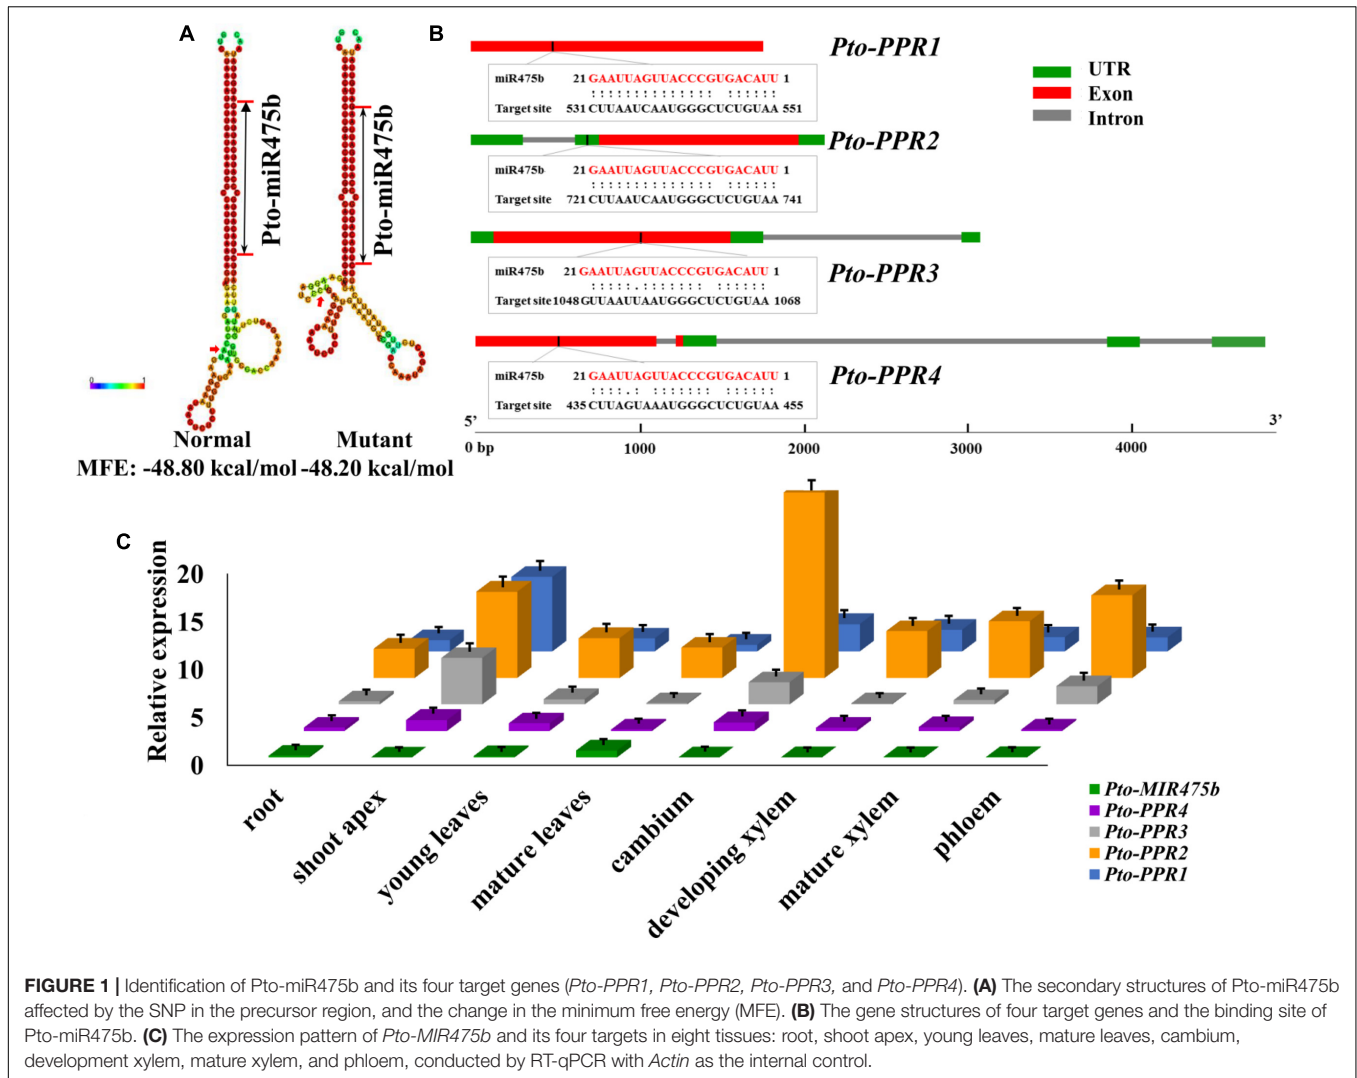 A
Pto-miR475b
Pto-miR475b
0 1
Normal
Mutant
MFE: -48.80 kcal/mol -48.20 kcal/mol
B
Pto-PPR1
miR475b 21 GAAUUAGUUACCCGUGACAUU 1
Target site 531 CUUAAUCAAUGGGCUCUGUAA 551
Pto-PPR2
miR475b 21 GAAUUAGUUACCCGUGACAUU 1
Target site 721 CUUAAUCAAUGGGCUCUGUAA 741
Pto-PPR3
miR475b 21 GAAUUAGUUACCCGUGACAUU 1
Target site 1048 GUUAAUUAAUGGGCUCUGUAA 1068
Pto-PPR4
miR475b 21 GAAUUAGUUACCCGUGACAUU 1
Target site 435 CUUAGUAAAUGGGCUCUGUAA 455
UTR
Exon
Intron
5’ 3’
0 bp 1000 2000 3000 4000
C
Relative expression
20
15
10
5
0
root
shoot apex
young leaves
mature leaves
cambium
developing xylem
mature xylem
phloem
Pto-MIR475b
Pto-PPR4
Pto-PPR3
Pto-PPR2
Pto-PPR1
FIGURE 1 | Identification of Pto-miR475b and its four target genes (Pto-PPR1, Pto-PPR2, Pto-PPR3, and Pto-PPR4). (A) The secondary structures of Pto-miR475b
affected by the SNP in the precursor region, and the change in the minimum free energy (MFE). (B) The gene structures of four target genes and the binding site of
Pto-miR475b. (C) The expression pattern of Pto-MIR475b and its four targets in eight tissues: root, shoot apex, young leaves, mature leaves, cambium,
development xylem, mature xylem, and phloem, conducted by RT-qPCR with Actin as the internal control.